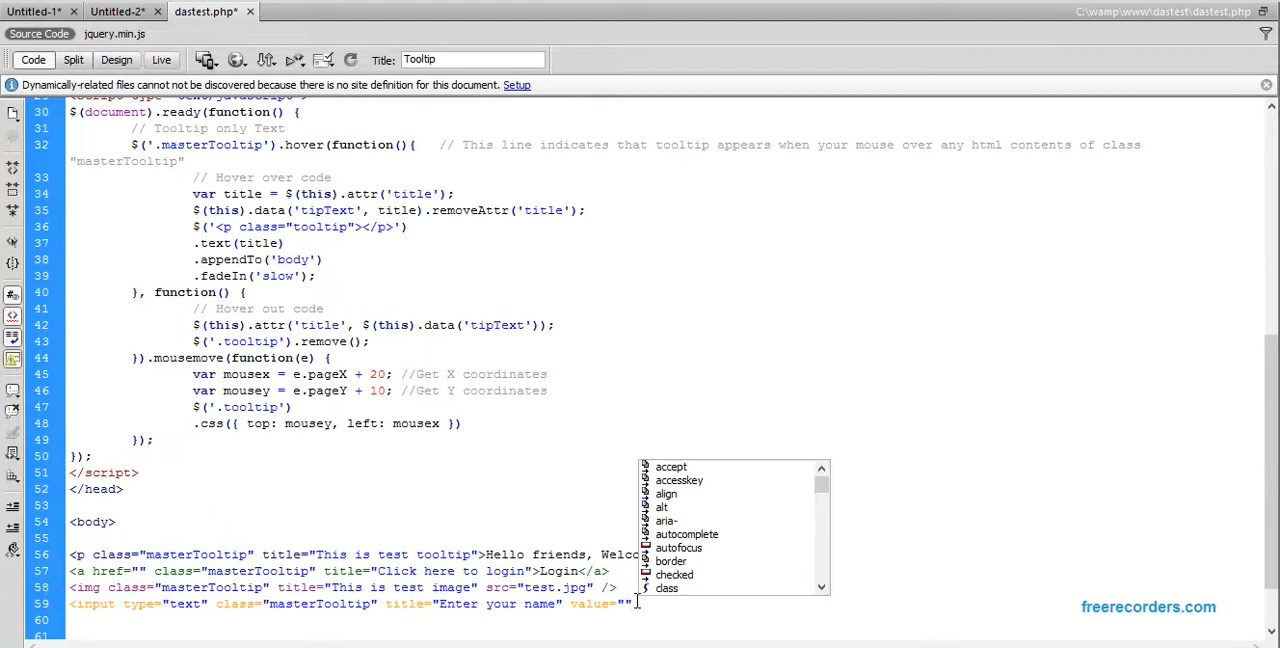 Untitled-1* × Untitled-2* × dastest.php* × C:\wamp\www\dastest\dastest.php
Source Code jquery.min.js
Code Split Design Live Title: Tooltip
Dynamically-related files cannot be discovered because there is no site definition for this document. Setup
30 $(document).ready(function() {
31 // Tooltip only Text
32 $('.masterTooltip').hover(function(){ // This line indicates that tooltip appears when your mouse over any html contents of class
"masterTooltip"
33 // Hover over code
34 var title = $(this).attr('title');
35 $(this).data('tipText', title).removeAttr('title');
36 $('<p class="tooltip"></p>')
37 .text(title)
38 .appendTo('body')
39 .fadeIn('slow');
40 }, function() {
41 // Hover out code
42 $(this).attr('title', $(this).data('tipText'));
43 $('.tooltip').remove();
44 }).mousemove(function(e) {
45 var mousex = e.pageX + 20; //Get X coordinates
46 var mousey = e.pageY + 10; //Get Y coordinates
47 $('.tooltip')
48 .css({ top: mousey, left: mousex })
49 });
50 });
51 </script>
52 </head>
53
54 <body>
55
56 <p class="masterTooltip" title="This is test tooltip">Hello friends, Welco
57 <a href="" class="masterTooltip" title="Click here to login">Login</a>
58 <img class="masterTooltip" title="This is test image" src="test.jpg" />
59 <input type="text" class="masterTooltip" title="Enter your name" value=""
60
61
accept
accesskey
align
alt
aria-
autocomplete
autofocus
border
checked
class
freerecorders.com